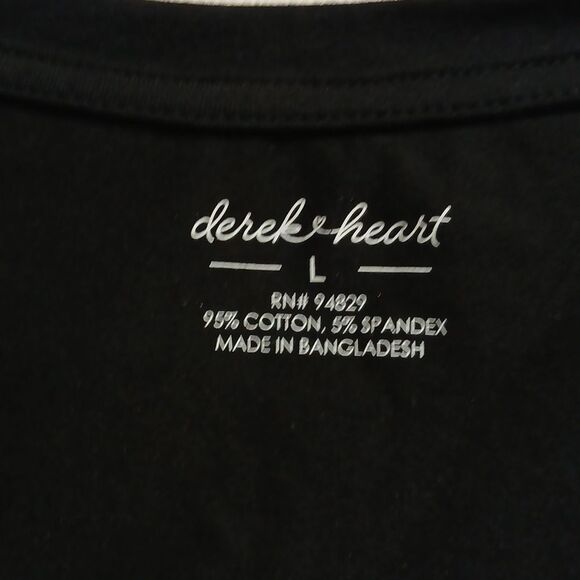 derek heart
L
RN# 94829
95% COTTON, 5% SPANDEX
MADE IN BANGLADESH